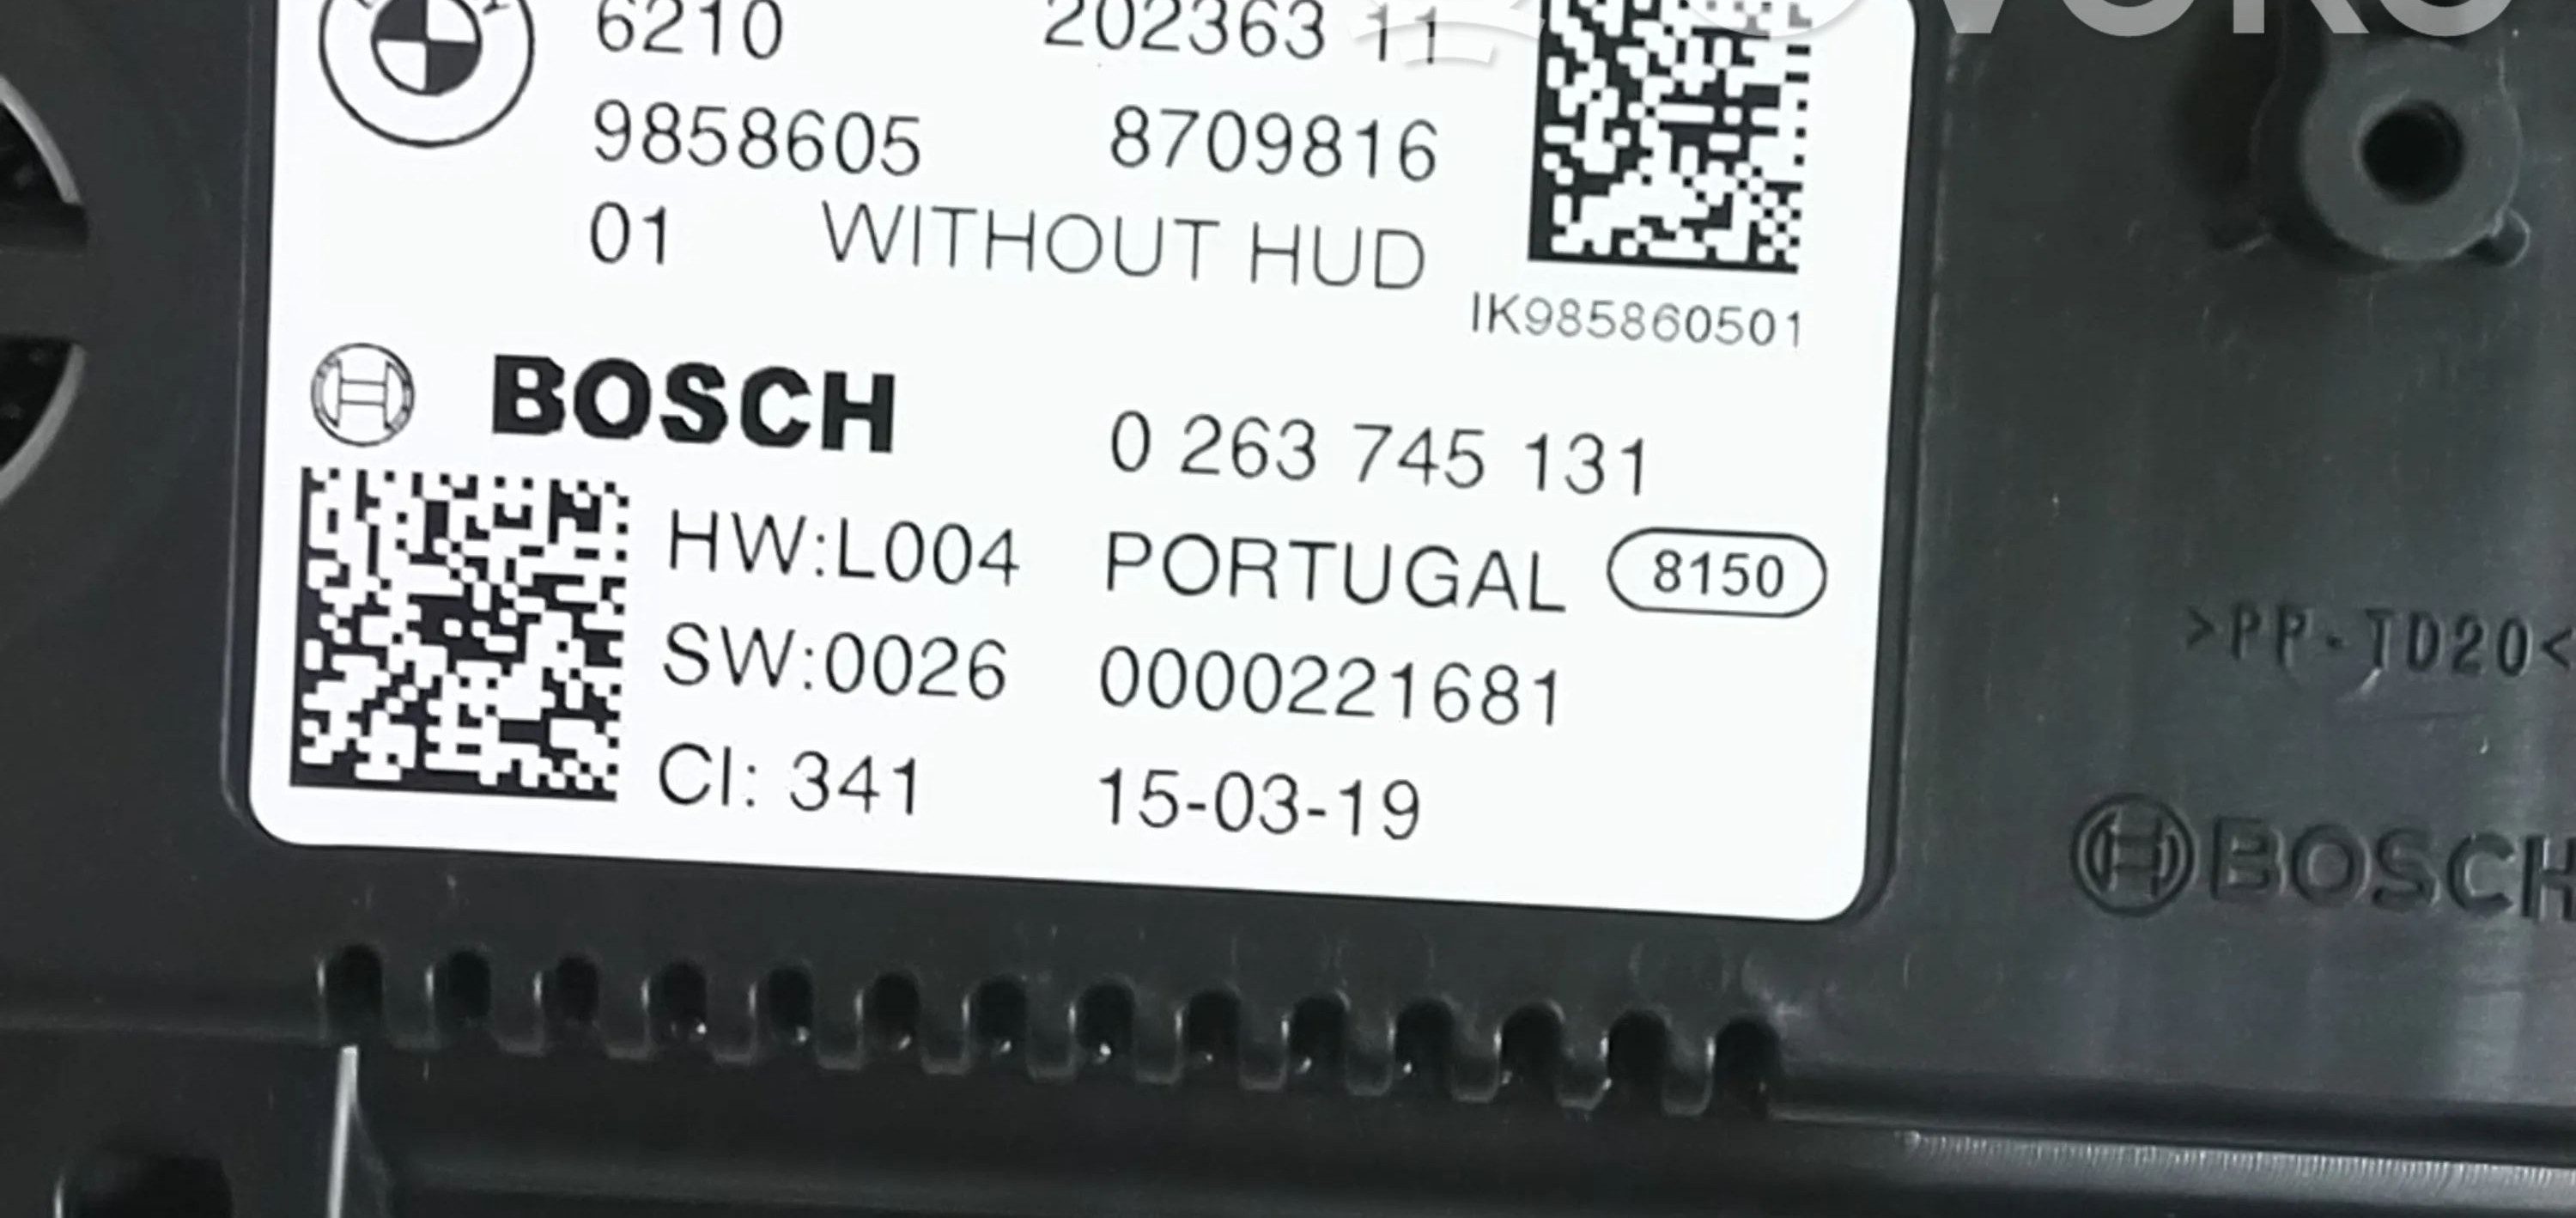 6210 202363 11
9858605 8709816
01 WITHOUT HUD
IK985860501
BOSCH 0 263 745 131
HW:L004 PORTUGAL 8150
SW:0026 0000221681
CI: 341 15-03-19
>PP-TD20<
BOSCH